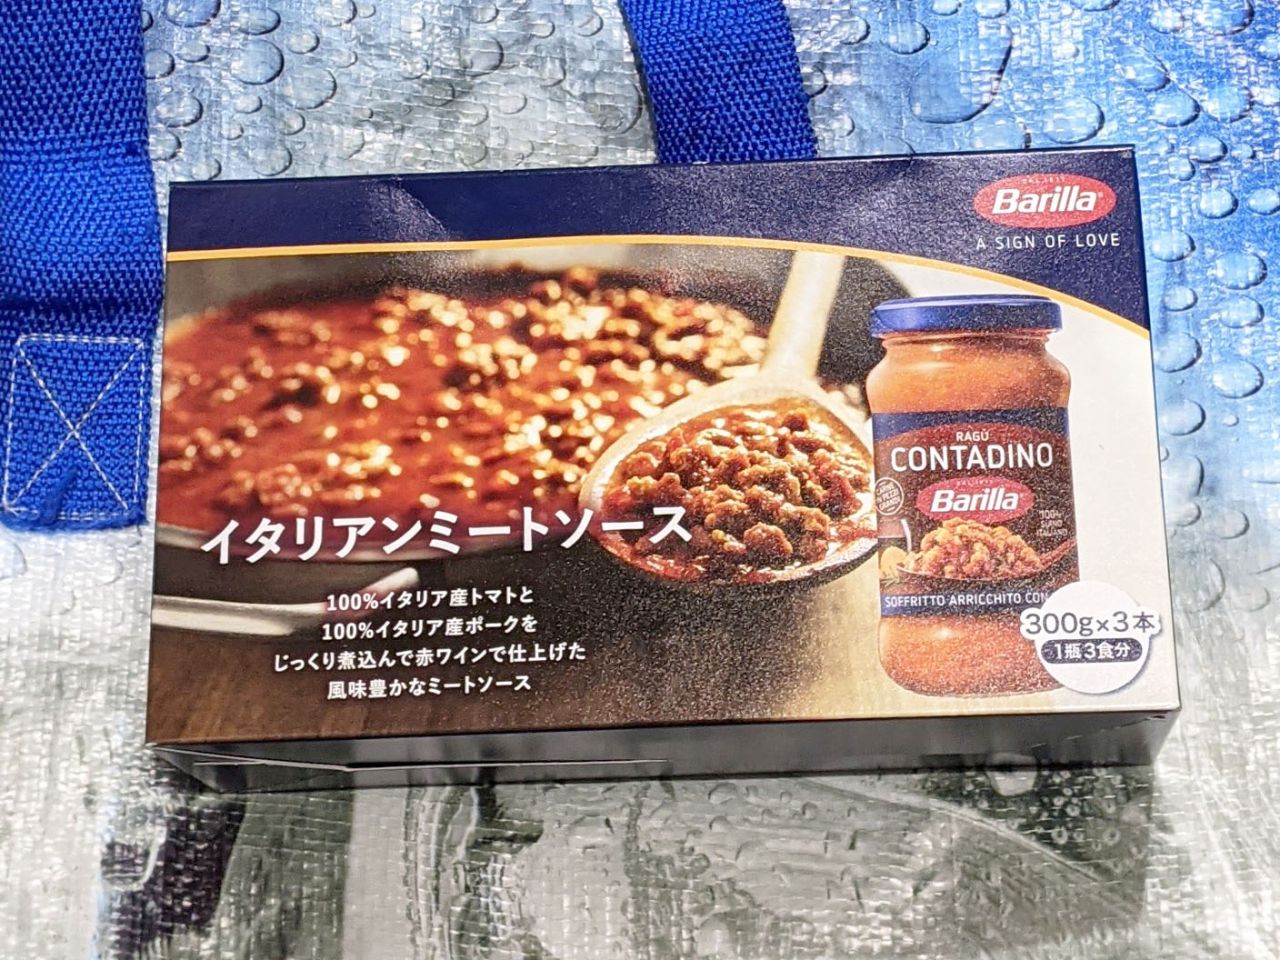 Barilla
A SIGN OF LOVE
RAGÙ
CONTADINO
Barilla
100%
ITALIANO
SOFFRITTO ARRICCHITO CON
イタリアンミートソース
100%イタリア産トマトと
100%イタリア産ポークを
じっくり煮込んで赤ワインで仕上げた
風味豊かなミートソース
300g×3本
1瓶3食分